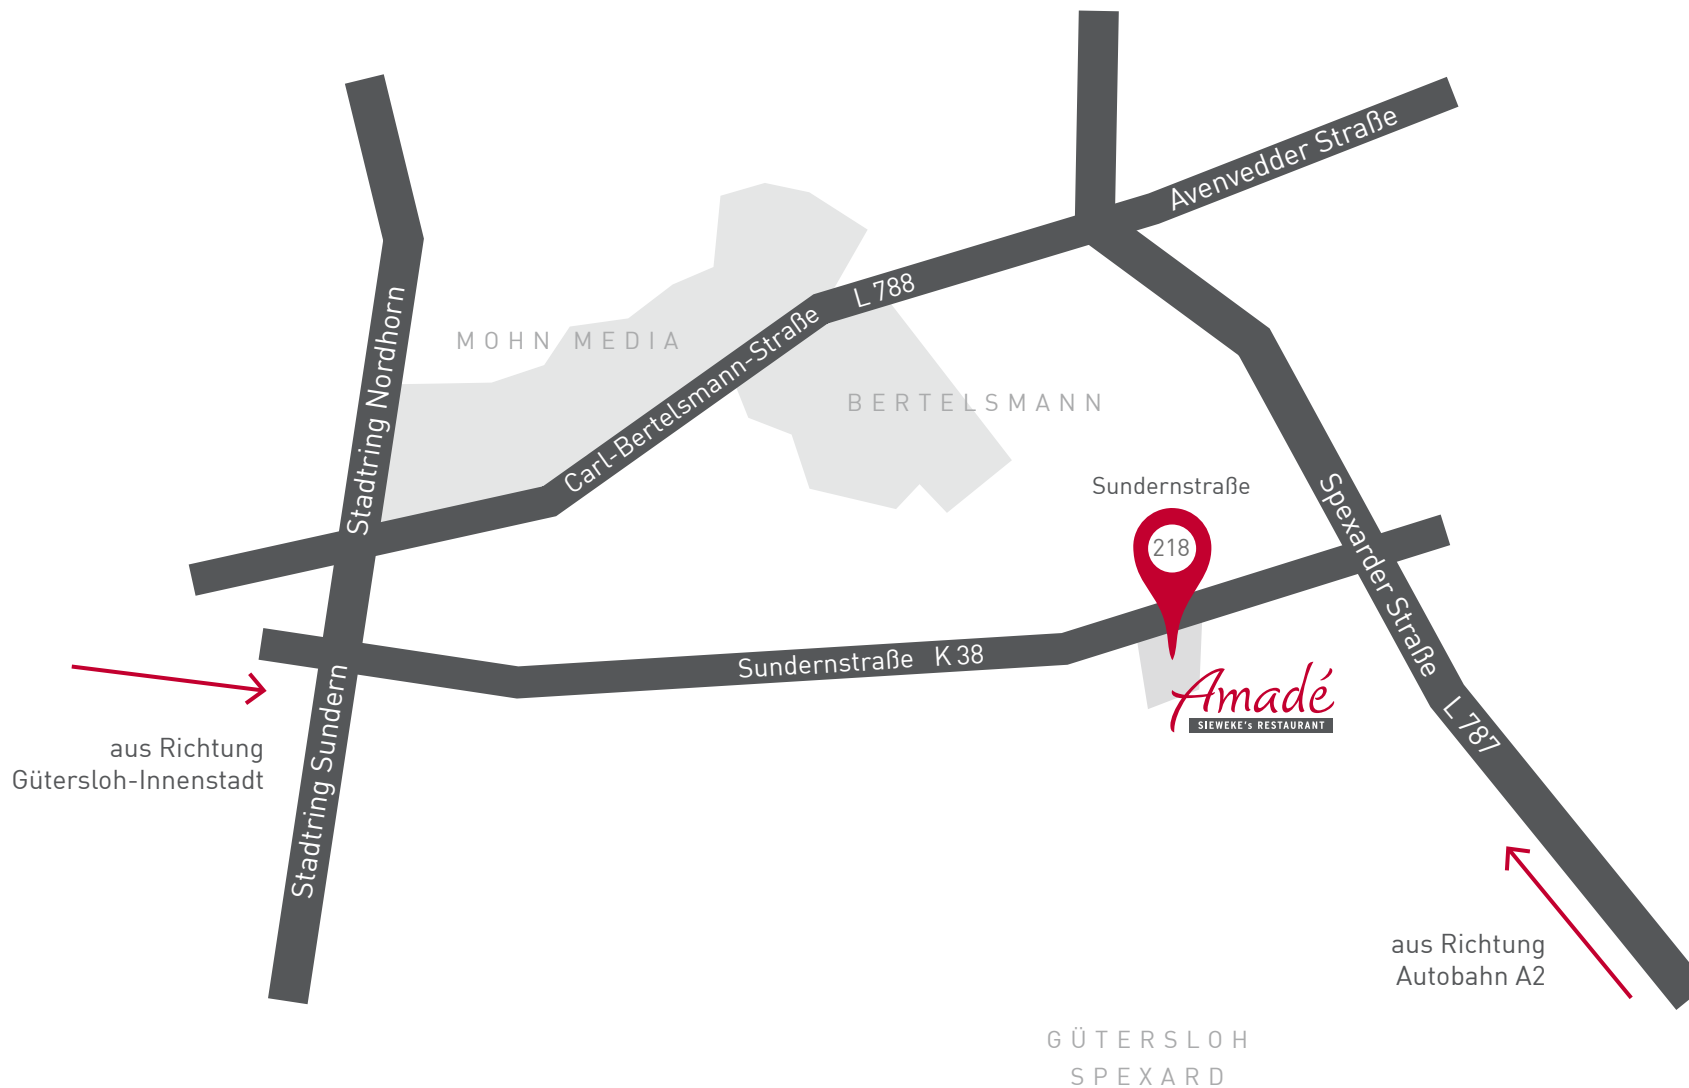 Avenvedder Straße
L 788
Carl-Bertelsmann-Straße
Stadtring Nordhorn
MOHN MEDIA
BERTELSMANN
Sundernstraße
218
Spexarder Straße
L 787
Sundernstraße K 38
Amadé
SIEWEKE's RESTAURANT
Stadtring Sundern
aus Richtung
Gütersloh-Innenstadt
aus Richtung
Autobahn A2
GÜTERSLOH
SPEXARD